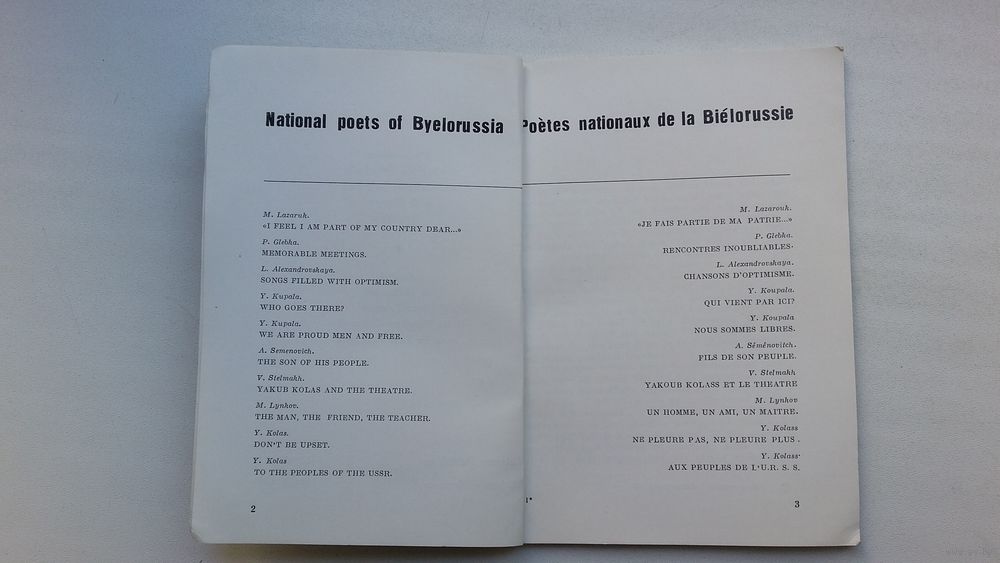 National poets of Byelorussia
M. Lazaruk.
«I FEEL I AM PART OF MY COUNTRY DEAR...»
P. Glebka.
MEMORABLE MEETINGS.
L. Alexandrovskaya.
SONGS FILLED WITH OPTIMISM.
Y. Kupala.
WHO GOES THERE?
Y. Kupala.
WE ARE PROUD MEN AND FREE.
A. Semenovich.
THE SON OF HIS PEOPLE.
V. Stelmakh.
YAKUB KOLAS AND THE THEATRE.
M. Lynkov.
THE MAN, THE FRIEND, THE TEACHER.
Y. Kolas.
DON'T BE UPSET.
Y. Kolas
TO THE PEOPLES OF THE USSR.
2
Poètes nationaux de la Biélorussie
M. Lazarouk.
«JE FAIS PARTIE DE MA PATRIE...»
P. Glebka.
RENCONTRES INOUBLIABLES.
L. Alexandrovskaya.
CHANSONS D'OPTIMISME.
Y. Koupala.
QUI VIENT PAR ICI?
Y. Koupala
NOUS SOMMES LIBRES.
A. Séménovitch.
FILS DE SON PEUPLE.
V. Stelmakh
YAKOUB KOLASS ET LE THEATRE
M. Lynkov
UN HOMME, UN AMI, UN MAITRE.
Y. Kolass
NE PLEURE PAS, NE PLEURE PLUS.
Y. Kolass.
AUX PEUPLES DE L'U.R. S. S.
1*
3